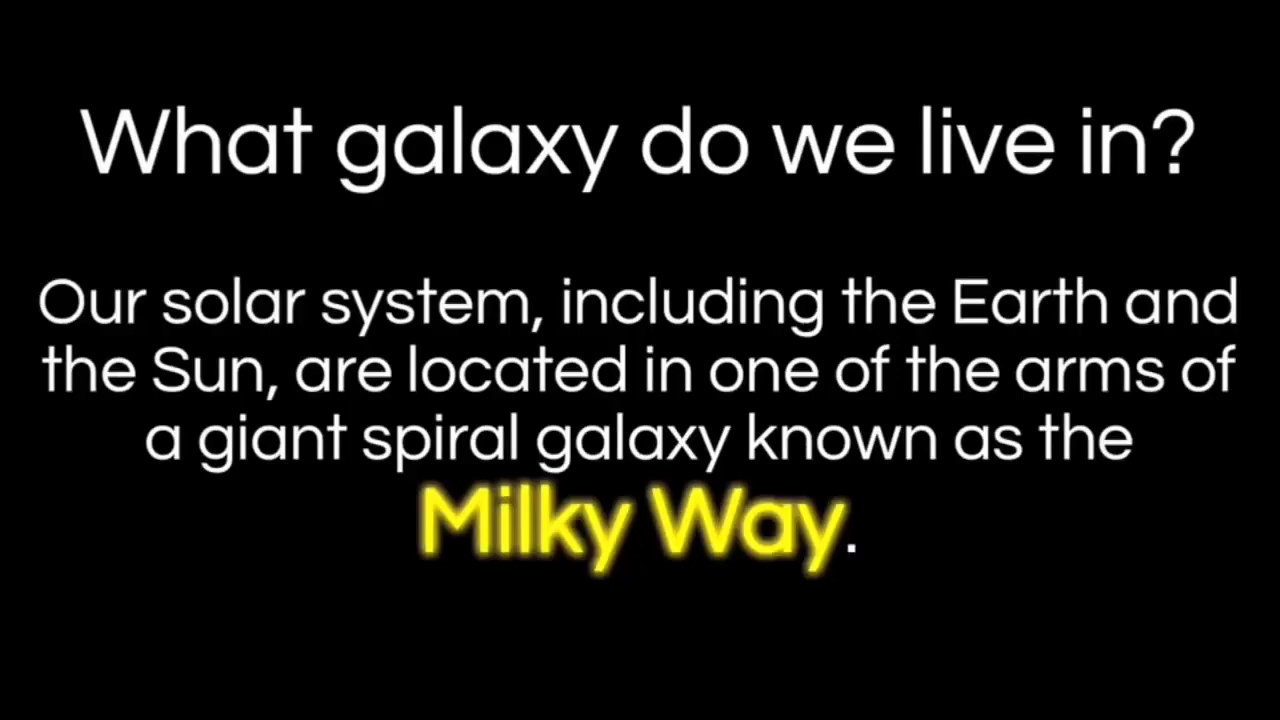 What galaxy do we live in?
Our solar system, including the Earth and
the Sun, are located in one of the arms of
a giant spiral galaxy known as the
Milky Way.